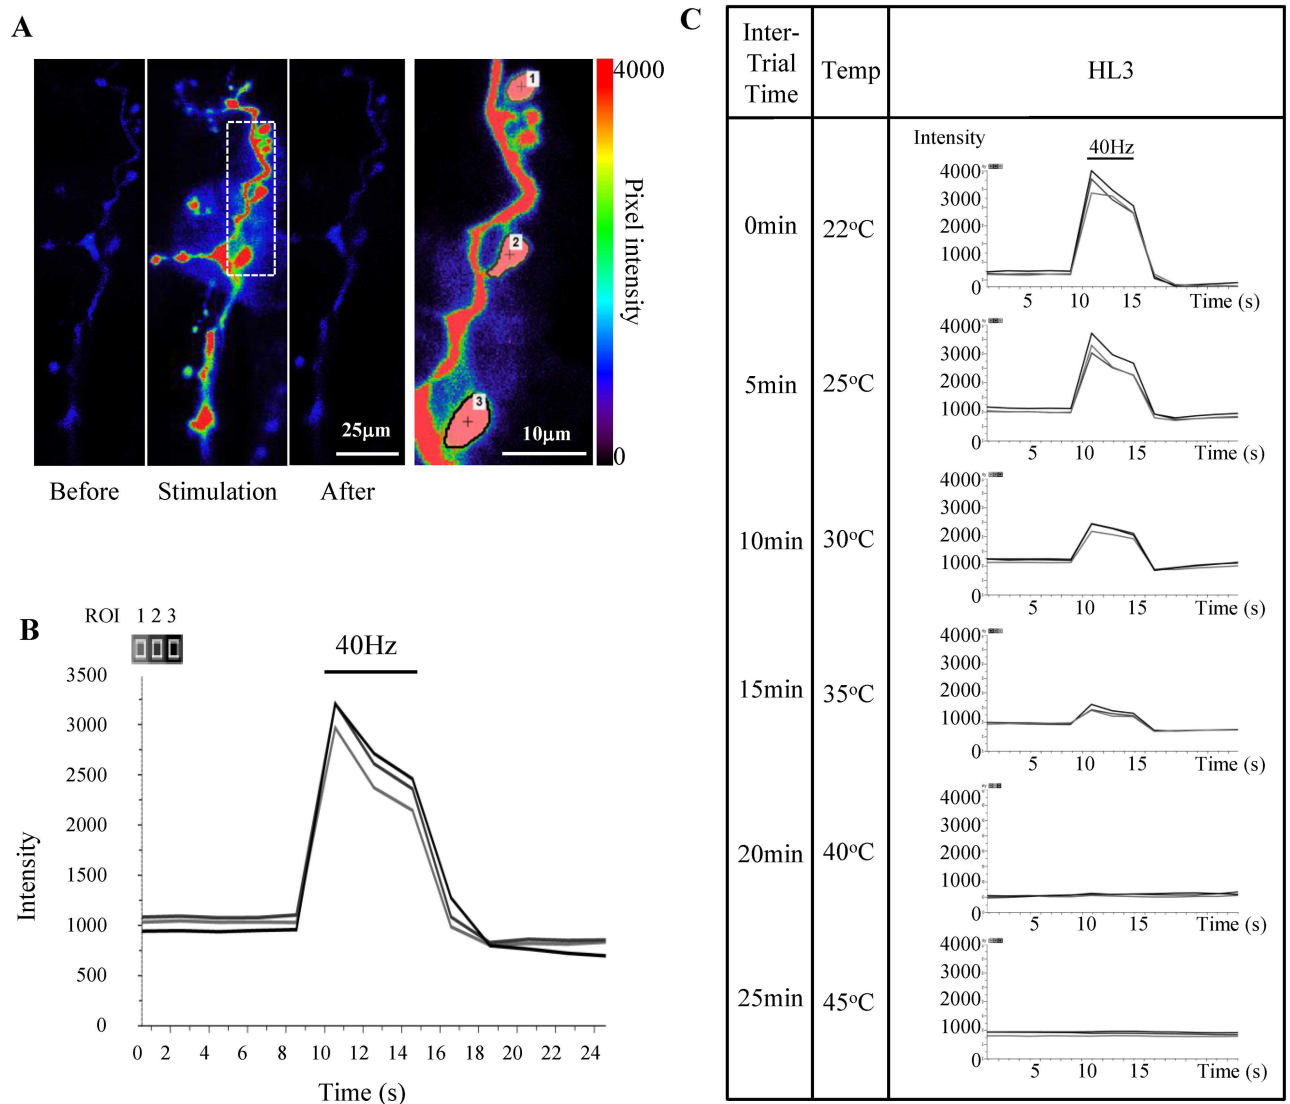 A
1
2
3
4000
Pixel intensity
0
25µm
10µm
Before Stimulation After
B
ROI 1 2 3
40Hz
3500
3000
2500
2000
1500
1000
500
0
Intensity
0 2 4 6 8 10 12 14 16 18 20 22 24
Time (s)
C
Inter-
Trial
Time
Temp
HL3
0min
22°C
Intensity
40Hz
4000
3000
2000
1000
0
5 10 15 Time (s)
5min
25°C
4000
3000
2000
1000
0
5 10 15 Time (s)
10min
30°C
4000
3000
2000
1000
0
5 10 15 Time (s)
15min
35°C
4000
3000
2000
1000
0
5 10 15 Time (s)
20min
40°C
4000
3000
2000
1000
0
5 10 15 Time (s)
25min
45°C
4000
3000
2000
1000
0
5 10 15 Time (s)